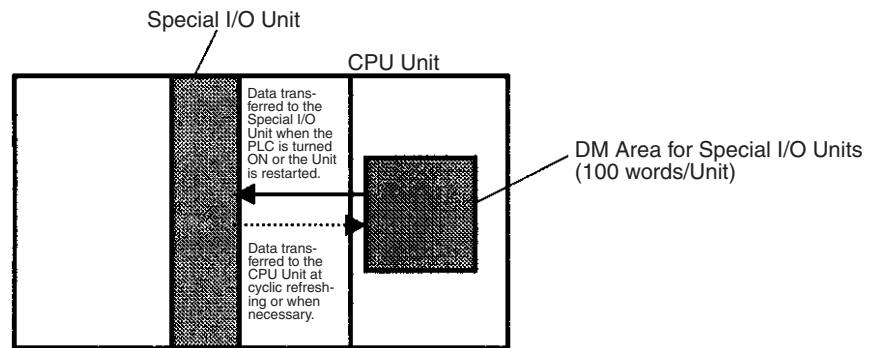 Special I/O Unit
CPU Unit
Data trans-
ferred to the
Special I/O
Unit when the
PLC is turned
ON or the Unit
is restarted.
DM Area for Special I/O Units
(100 words/Unit)
Data trans-
ferred to the
CPU Unit at
cyclic refresh-
ing or when
necessary.